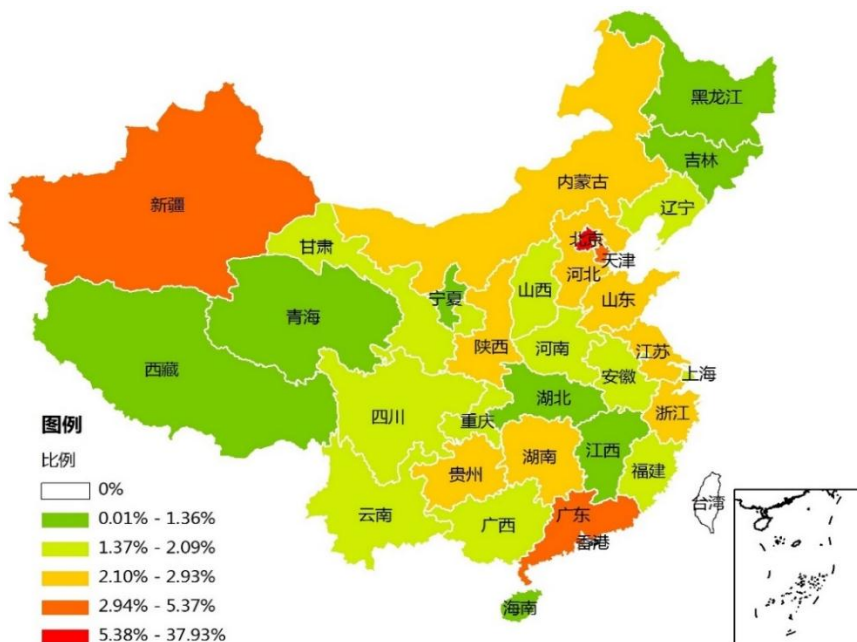 黑龙江
吉林
内蒙古
辽宁
新疆
北京
甘肃
天津
河北
宁夏
山西
山东
青海
陕西
河南
江苏
西藏
安徽
上海
湖北
四川
重庆
浙江
湖南
江西
贵州
福建
云南
广西
广东
台湾
香港
海南
图例
比例
0%
0.01% - 1.36%
1.37% - 2.09%
2.10% - 2.93%
2.94% - 5.37%
5.38% - 37.93%